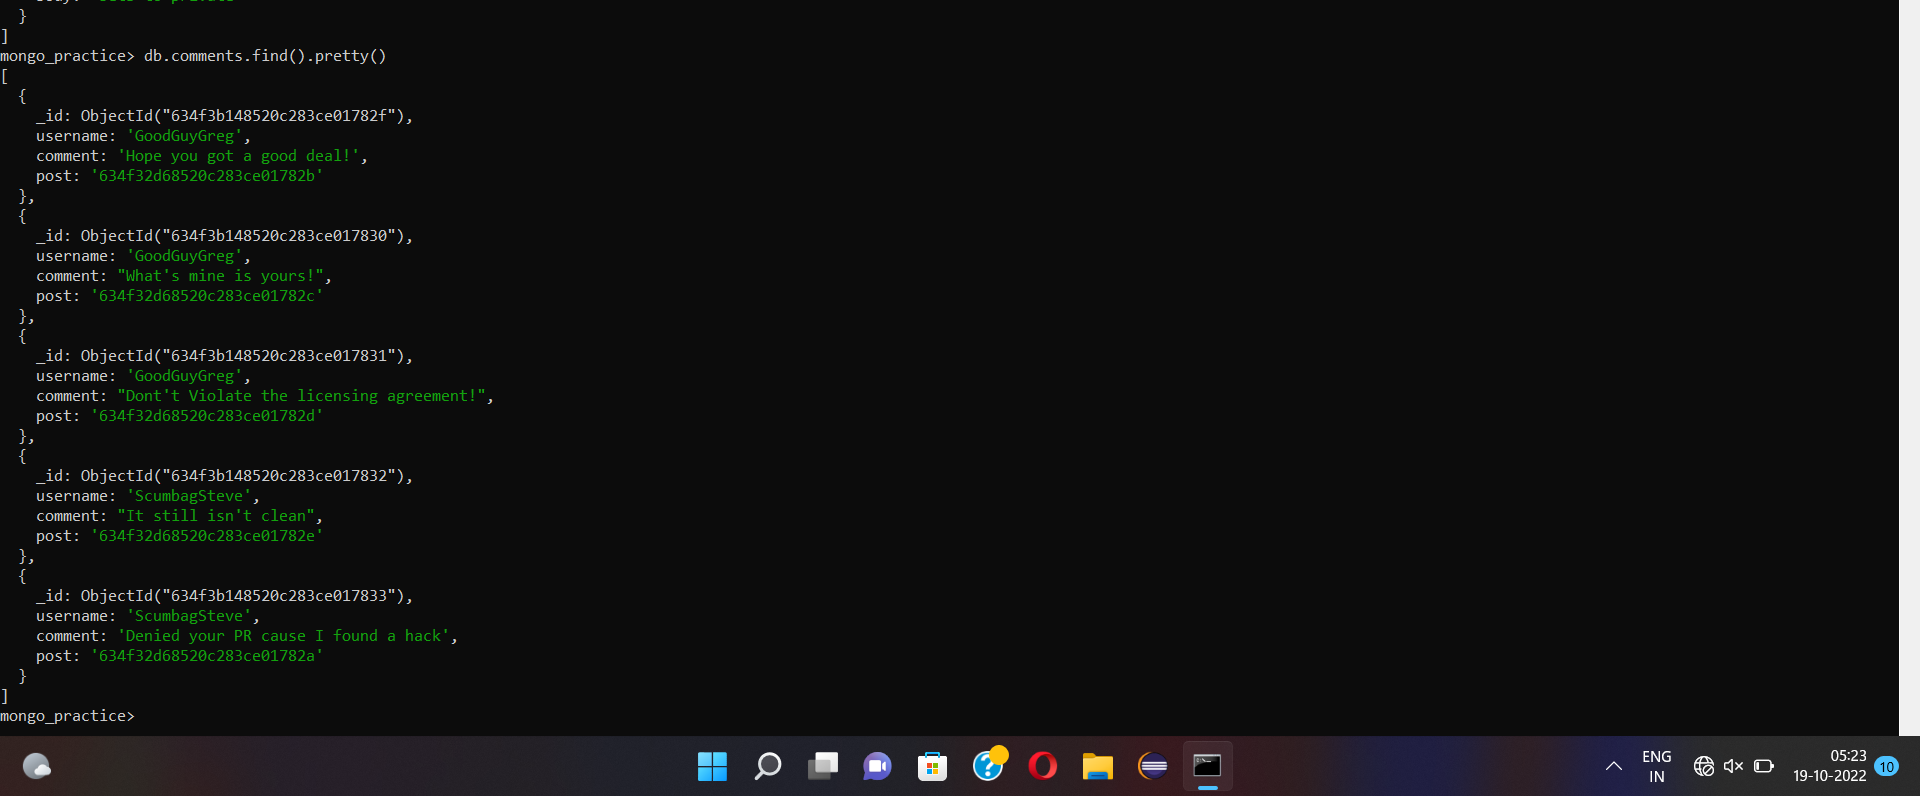 }
]
mongo_practice> db.comments.find().pretty()
[
  {
    _id: ObjectId("634f3b148520c283ce01782f"),
    username: 'GoodGuyGreg',
    comment: 'Hope you got a good deal!',
    post: '634f32d68520c283ce01782b'
  },
  {
    _id: ObjectId("634f3b148520c283ce017830"),
    username: 'GoodGuyGreg',
    comment: "What's mine is yours!",
    post: '634f32d68520c283ce01782c'
  },
  {
    _id: ObjectId("634f3b148520c283ce017831"),
    username: 'GoodGuyGreg',
    comment: "Dont't Violate the licensing agreement!",
    post: '634f32d68520c283ce01782d'
  },
  {
    _id: ObjectId("634f3b148520c283ce017832"),
    username: 'ScumbagSteve',
    comment: "It still isn't clean",
    post: '634f32d68520c283ce01782e'
  },
  {
    _id: ObjectId("634f3b148520c283ce017833"),
    username: 'ScumbagSteve',
    comment: 'Denied your PR cause I found a hack',
    post: '634f32d68520c283ce01782a'
  }
]
mongo_practice>
ENG
IN
05:23
19-10-2022
10